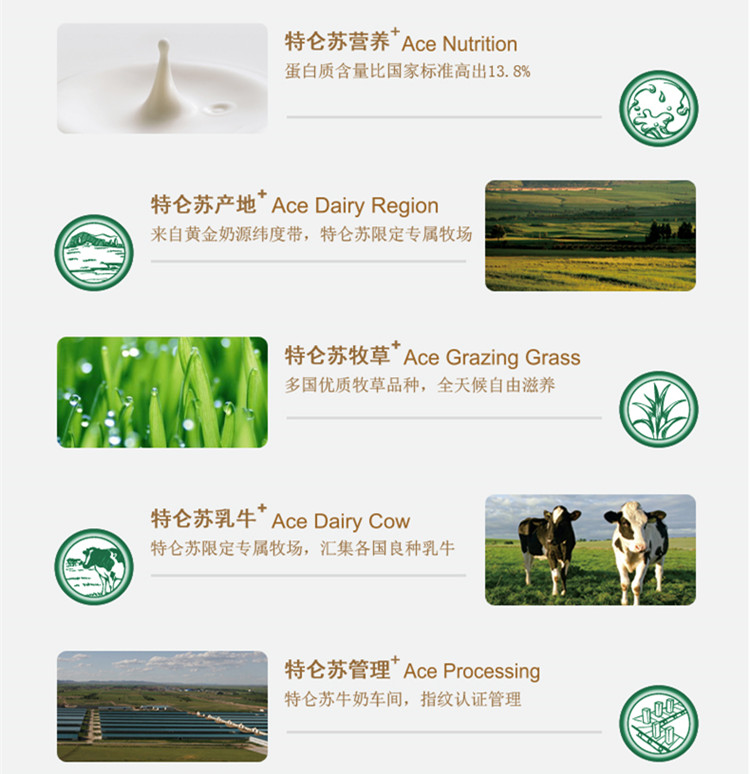 特仑苏营养+ Ace Nutrition
蛋白质含量比国家标准高出13.8%
特仑苏产地+ Ace Dairy Region
来自黄金奶源纬度带，特仑苏限定专属牧场
特仑苏牧草+ Ace Grazing Grass
多国优质牧草品种，全天候自由滋养
特仑苏乳牛+ Ace Dairy Cow
特仑苏限定专属牧场，汇集各国良种乳牛
特仑苏管理+ Ace Processing
特仑苏牛奶车间，指纹认证管理